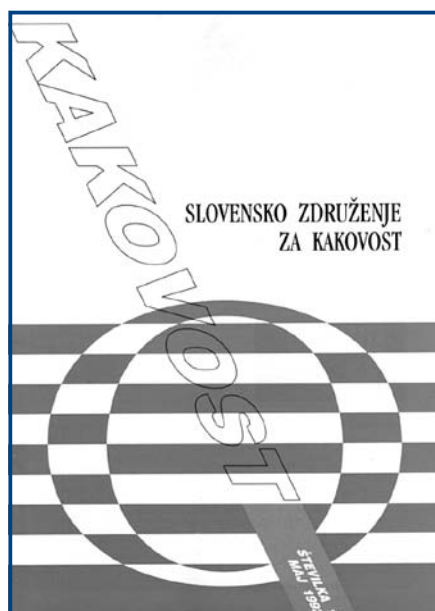 KAKOVOST
SLOVENSKO ZDRUŽENJE
ZA KAKOVOST
ŠTEVILKA
MAJ